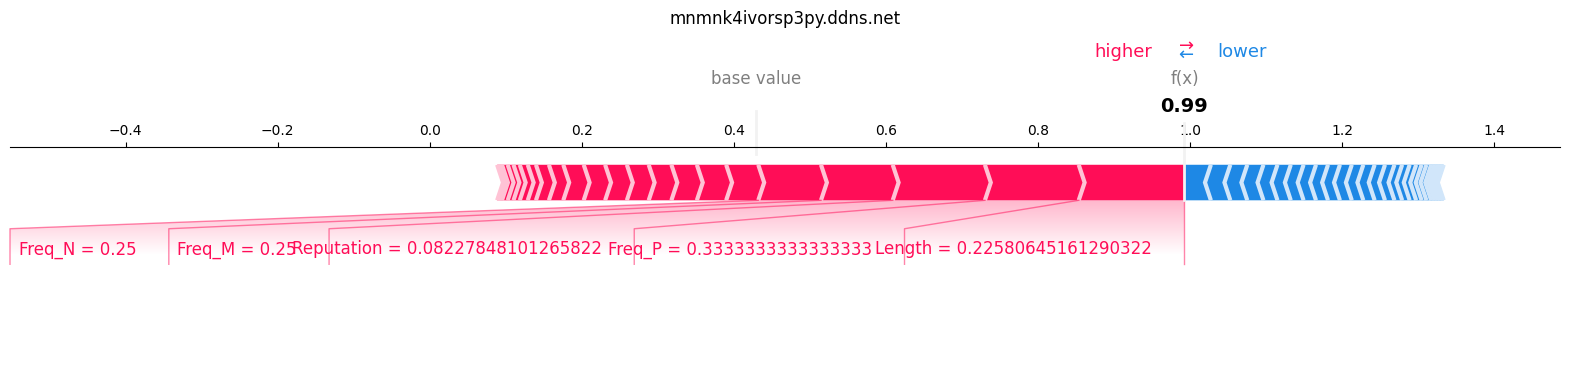 mnmnk4ivorsp3py.ddns.net
higher → ← lower
base value f(x)
0.99
−0.4 −0.2 0.0 0.2 0.4 0.6 0.8 1.0 1.2 1.4
Freq_N = 0.25 Freq_M = 0.25 Reputation = 0.08227848101265822 Freq_P = 0.3333333333333333 Length = 0.22580645161290322